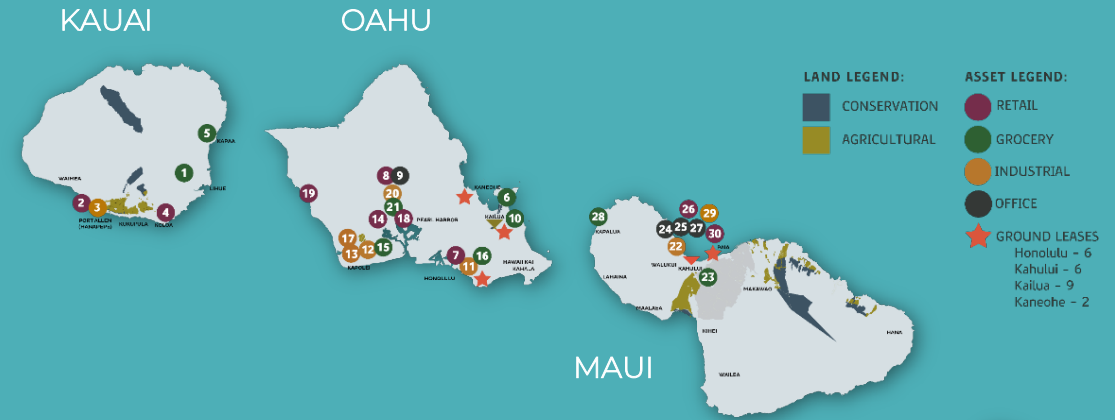 KAUAI
OAHU
MAUI
LAND LEGEND:
CONSERVATION
AGRICULTURAL
ASSET LEGEND:
RETAIL
GROCERY
INDUSTRIAL
OFFICE
GROUND LEASES
Honolulu – 6
Kahului – 6
Kailua – 9
Kaneohe – 2
5
KAPAA
1
WAIMEA
LIHUE
2
3
4
PORT ALLEN
(HANAPEPE)
KOLOA
8
9
19
20
KANEOHE
6
21
14
18
PEARL HARBOR
KAILUA
10
17
13
12
15
KAPOLEI
7
16
11
HAWAII KAI
KAHALA
HONOLULU
28
KAPALUA
26
29
24
25
27
30
PAIA
22
WAILUKU
KAHULUI
23
LAHAINA
MAKAWAO
MAALAEA
KIHEI
HANA
WAILEA